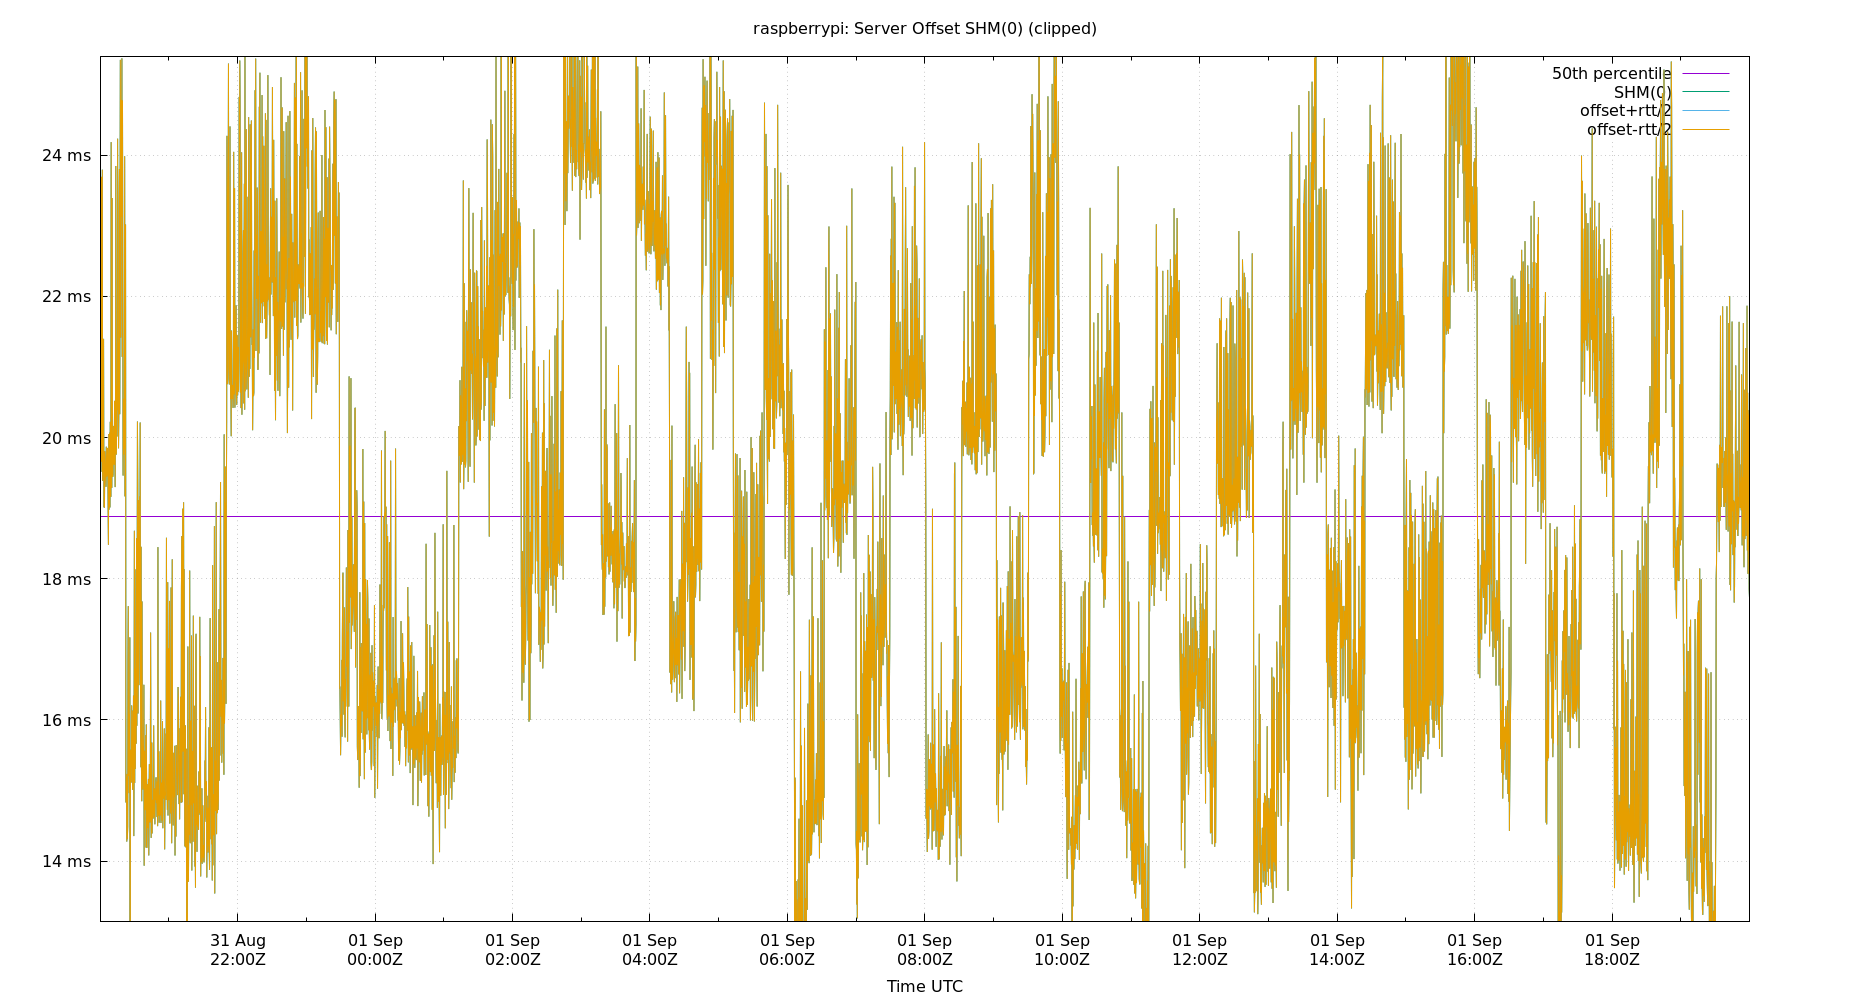 raspberrypi: Server Offset SHM(0) (clipped)
50th percentile
SHM(0)
offset+rtt/2
offset-rtt/2
24 ms
22 ms
20 ms
18 ms
16 ms
14 ms
31 Aug 01 Sep 01 Sep 01 Sep 01 Sep 01 Sep 01 Sep 01 Sep 01 Sep 01 Sep 01 Sep
22:00Z 00:00Z 02:00Z 04:00Z 06:00Z 08:00Z 10:00Z 12:00Z 14:00Z 16:00Z 18:00Z
Time UTC